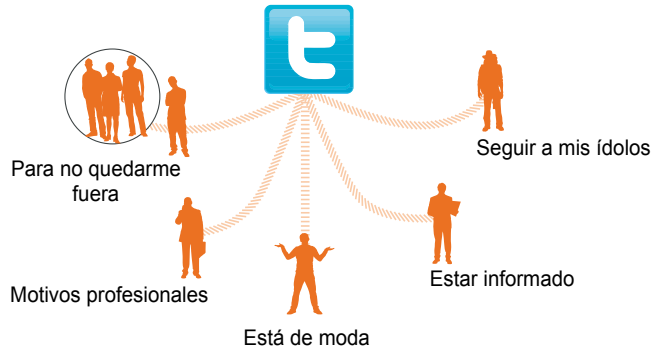 t
Para no quedarme
fuera
Seguir a mis ídolos
Motivos profesionales
Estar informado
Está de moda